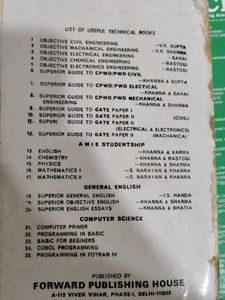 LIST OF USEFUL TECHNICAL BOOKS
1. OBJECTIVE CIVIL ENGINEERING —V.K. GUPTA
2. OBJECTIVE MACHANICAL ENGINEERING —V.K. SHARMA
3. OBJECTIVE ELECTRICAL ENGINEERING —SAHAI
4. OBJECTIVE CHEMICAL ENGINEERING —RASTOGI
5. OBJECTIVE ELECTRONICS ENGINEERING —RASTOGI
6. SUPERIOR GUIDE TO CPWD/PWD CIVIL
—KHANNA & GUPTA
7. SUPERIOR GUIDE TO CPWD/PWD ELECTICAL
—KHANNA & SAHAI
8. SUPERIOR GUIDE TO CPWD/PWD MECHANICAL
ENGINEERING —KHANNA & SHARMA
9. SUPERIOR GUIDE TO GATE PAPER I
SUPERIOR GUIDE TO GATE PAPER II (CIVIL)
GUIDE TO GATE PAPER II
(ELECTRICAL & ELECTRONICS)
12. SUPERIOR GUIDE TO GATE PAPER II
(MACHANICAL)
AMIE STUDENTSHIP
13. ENGLISH —KHANNA & VARMA
14. CHEMISTRY —KHANNA & RASTOGI
15. PHYSICS —KHANNA & SHARMA
16. MATHEMATICS I —S. NARAYAN & KHANNA
17. MATHEMATICS II —S. NARAYAN & KHANNA
GENERAL ENGLISH
18. SUPERIOR GENERAL ENGLISH —I.S. NANDA
SUPERIOR OBJECTIVE ENGLISH —KHANNA & SHARMA
20. SUPERIOR ENGLISH ESSAYS —KHANNA & BHATIA
COMPUTER SCIENCE
21. COMPUTER PRIMER
22. PROGRAMMING IN BASIC
23. BASIC FOR BEGINERS
24. COBOL PROGRAMMING
25. PROGRAMMING IN FOTRAN IV
PUBLISHED BY
FORWARD PUBLISHING HOUSE
A-112 VIVEK VIHAR, PHASE-I, DELHI-110032